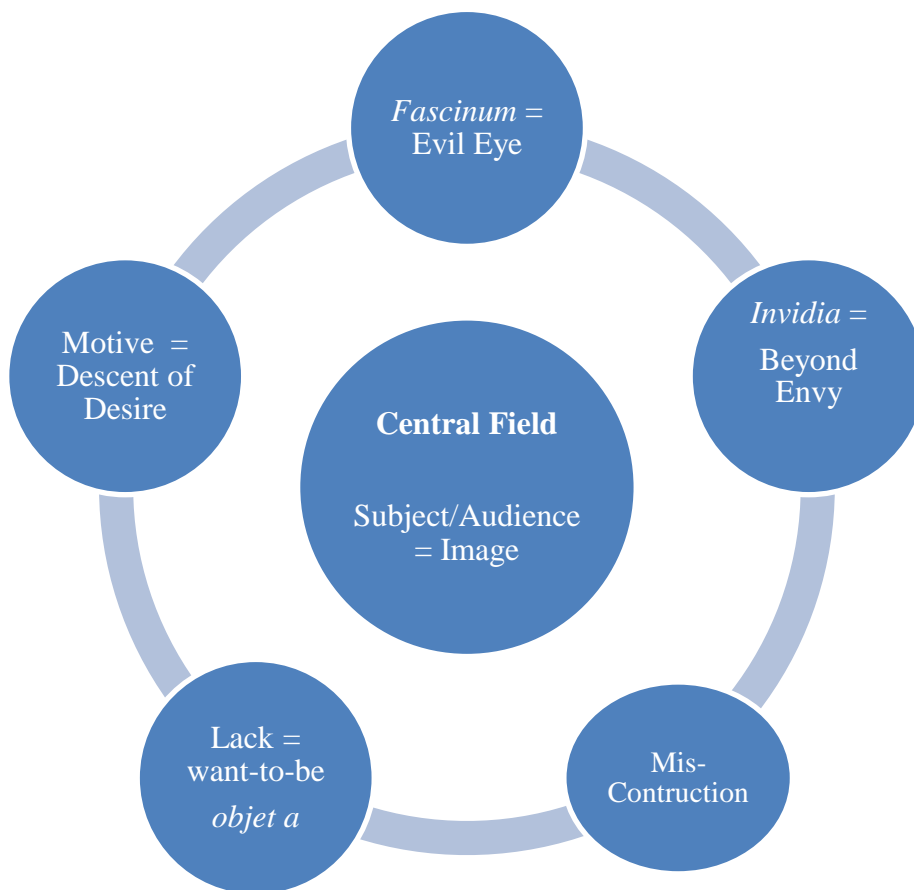 Fascinum =
Evil Eye
Invidia =
Beyond
Envy
Mis-
Contruction
Lack =
want-to-be
objet a
Motive =
Descent of
Desire
Central Field
Subject/Audience
= Image